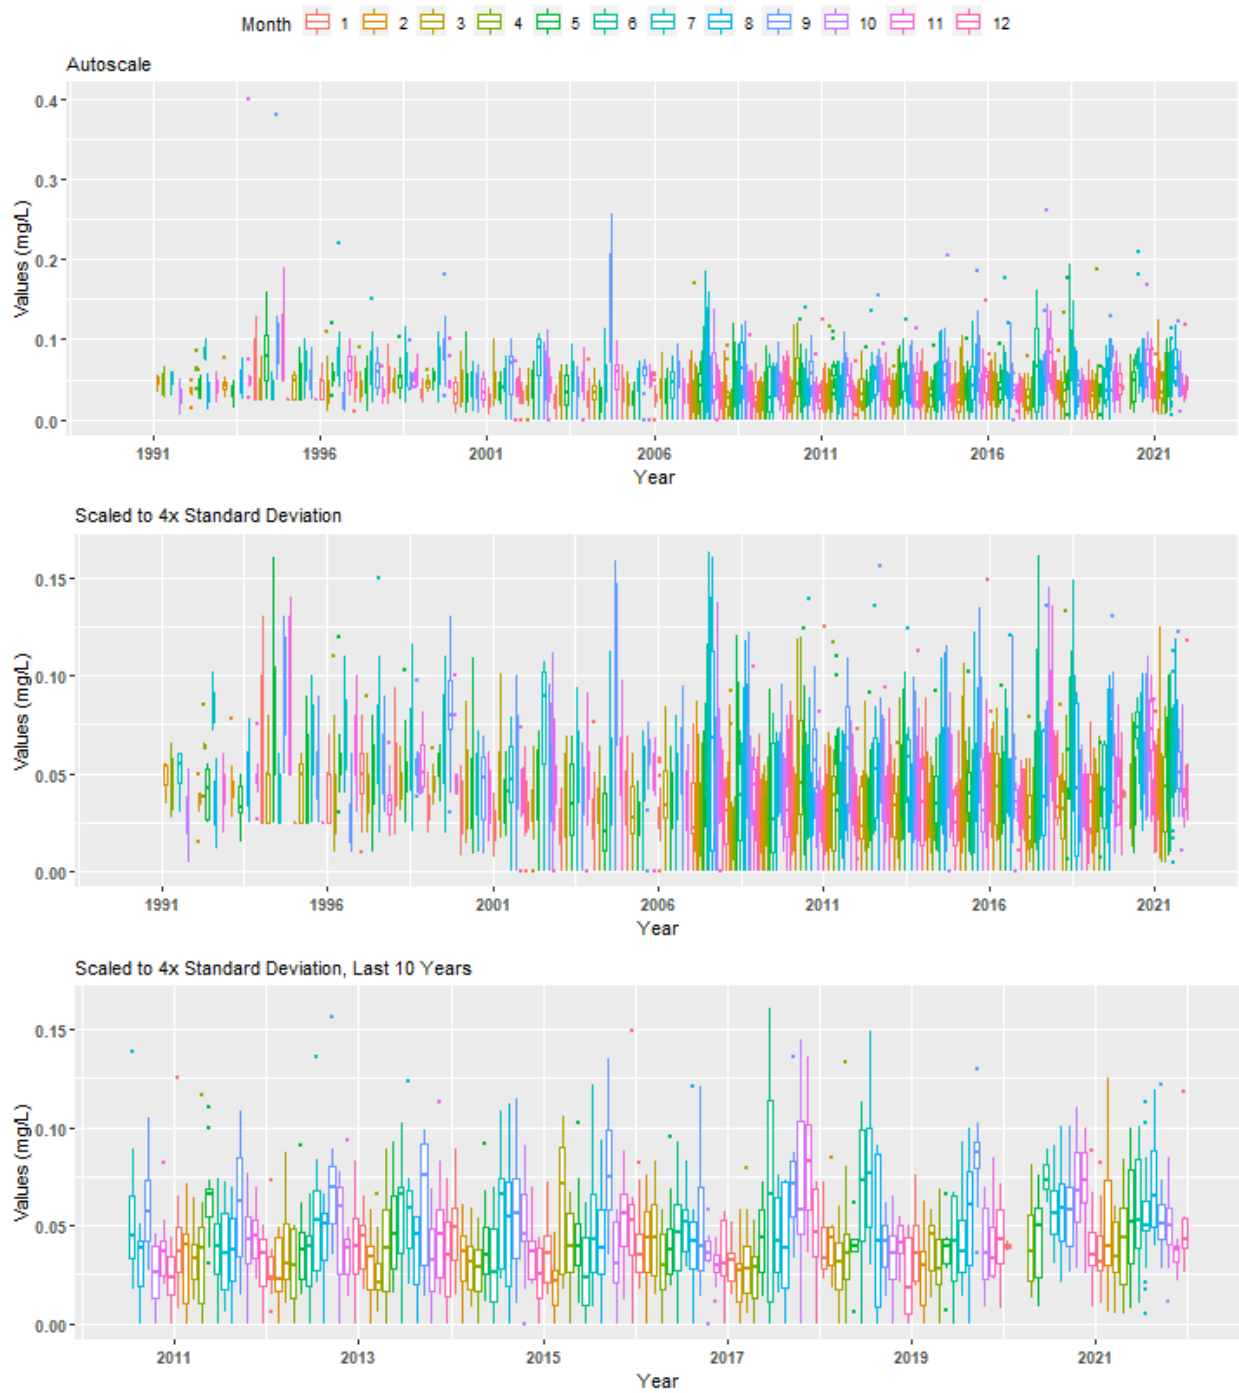 Month 1 2 3 4 5 6 7 8 9 10 11 12
Autoscale
Values (mg/L)
0.4
0.3
0.2
0.1
0.0
1991 1996 2001 2006 2011 2016 2021
Year
Scaled to 4x Standard Deviation
Values (mg/L)
0.15
0.10
0.05
0.00
1991 1996 2001 2006 2011 2016 2021
Year
Scaled to 4x Standard Deviation, Last 10 Years
Values (mg/L)
0.15
0.10
0.05
0.00
2011 2013 2015 2017 2019 2021
Year